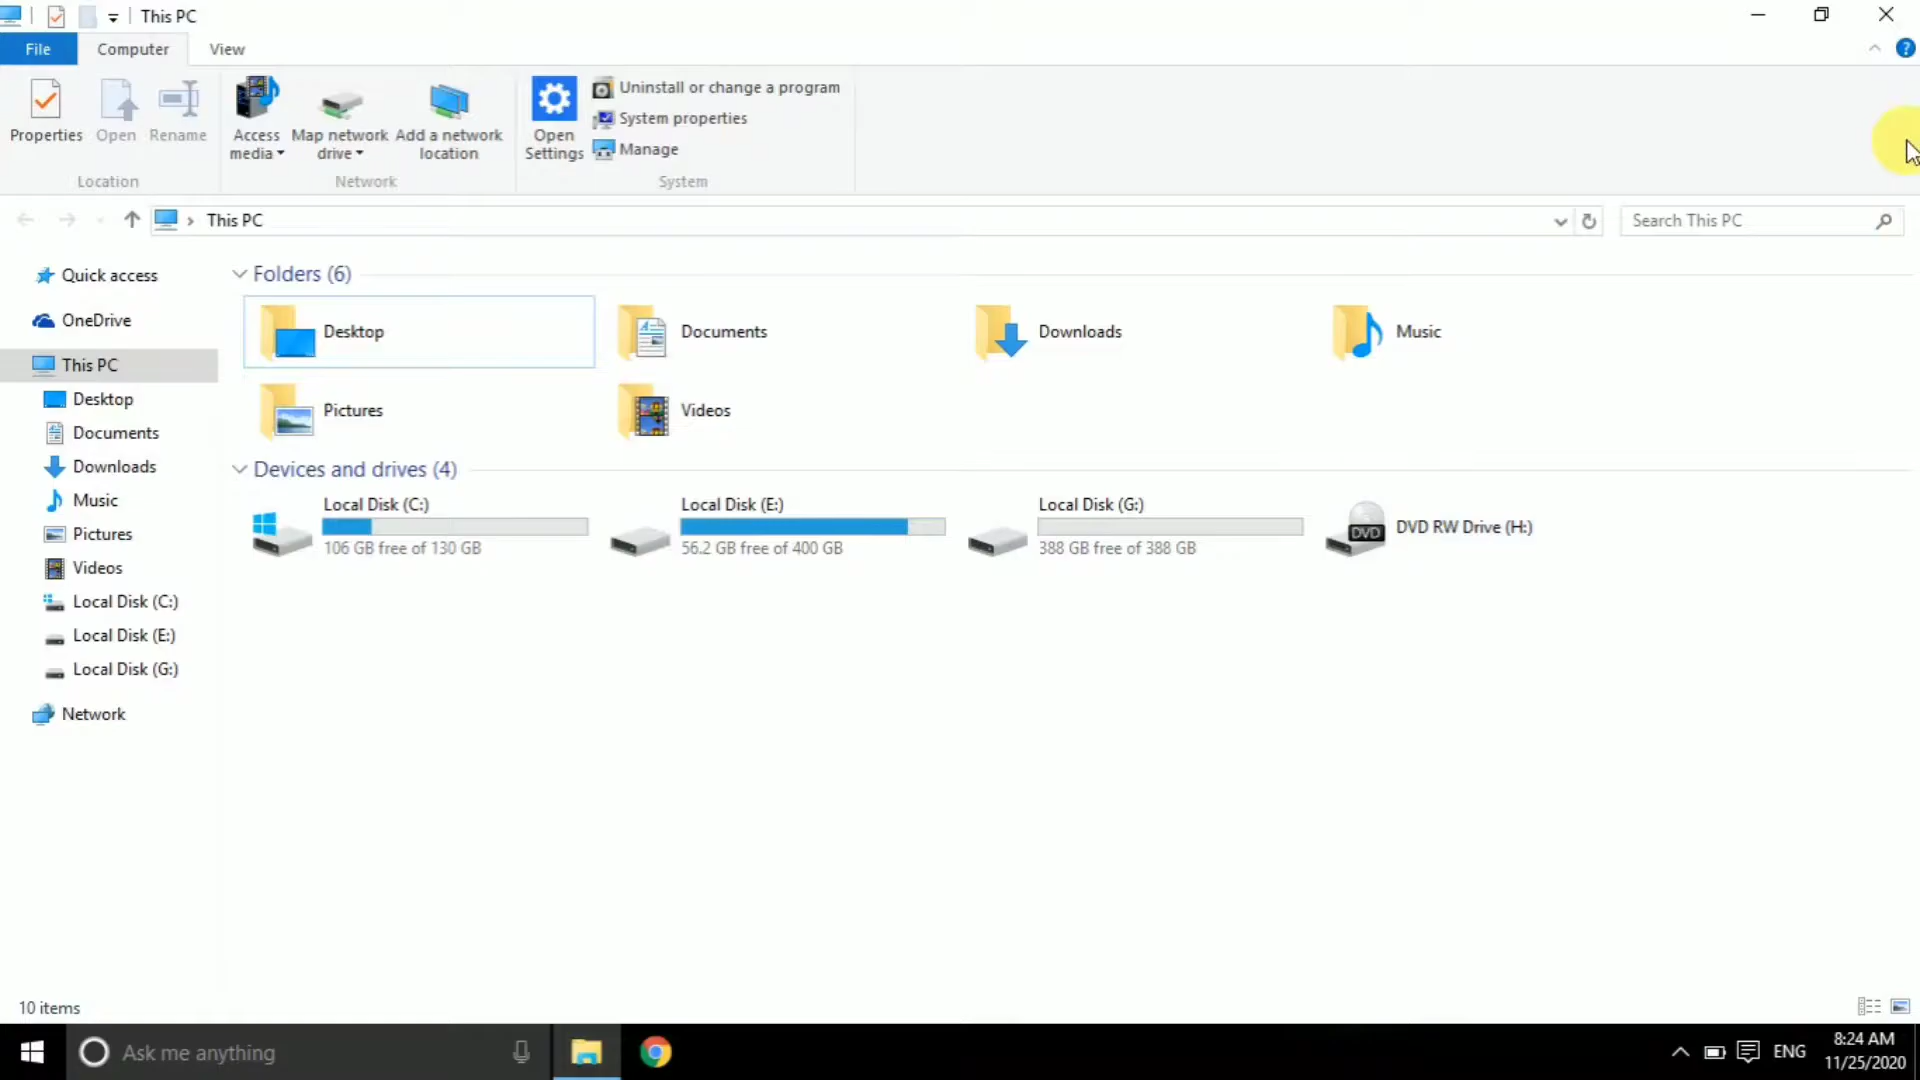 This PC
File Computer View
Uninstall or change a program
System properties
Manage
Properties Open Rename Access media Map network drive Add a network location Open Settings
Location Network System
This PC
Search This PC
Quick access
OneDrive
This PC
Desktop
Documents
Downloads
Music
Pictures
Videos
Local Disk (C:)
Local Disk (E:)
Local Disk (G:)
Network
Folders (6)
Desktop Documents Downloads Music
Pictures Videos
Devices and drives (4)
Local Disk (C:)
106 GB free of 130 GB
Local Disk (E:)
56.2 GB free of 400 GB
Local Disk (G:)
388 GB free of 388 GB
DVD
DVD RW Drive (H:)
10 items
Ask me anything
ENG
8:24 AM
11/25/2020